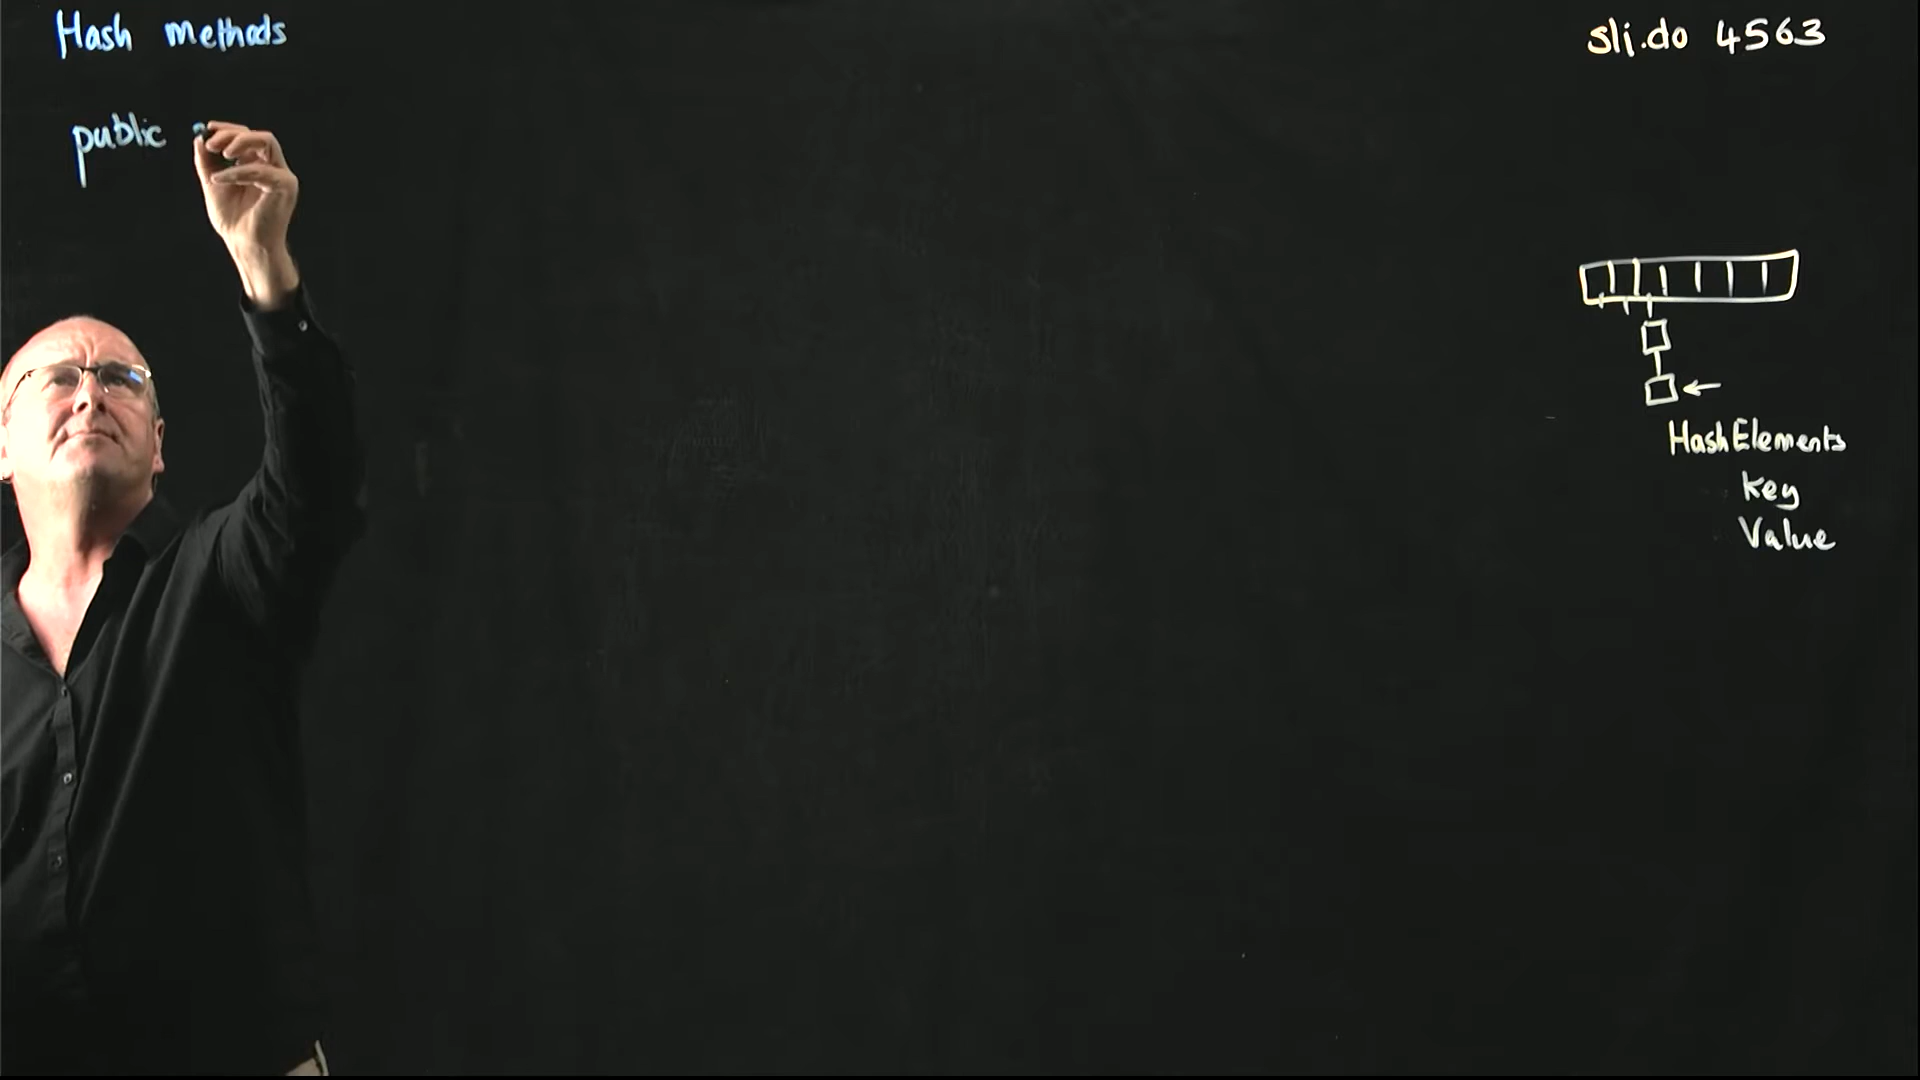 Hash methods
sli.do 4563
public
HashElements
key
Value